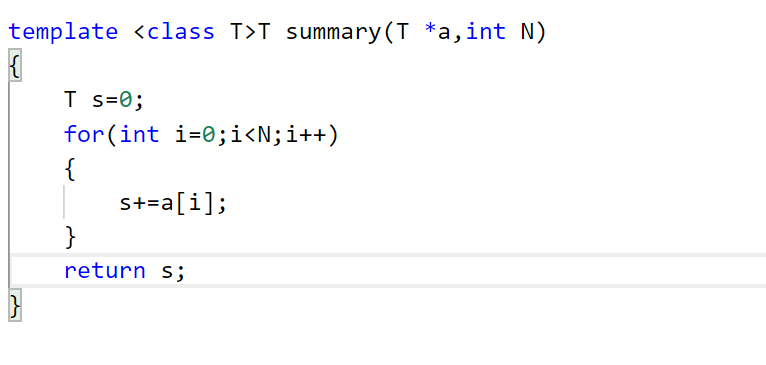 template <class T>T summary(T *a,int N)
{
    T s=0;
    for(int i=0;i<N;i++)
    {
        s+=a[i];
    }
    return s;
}